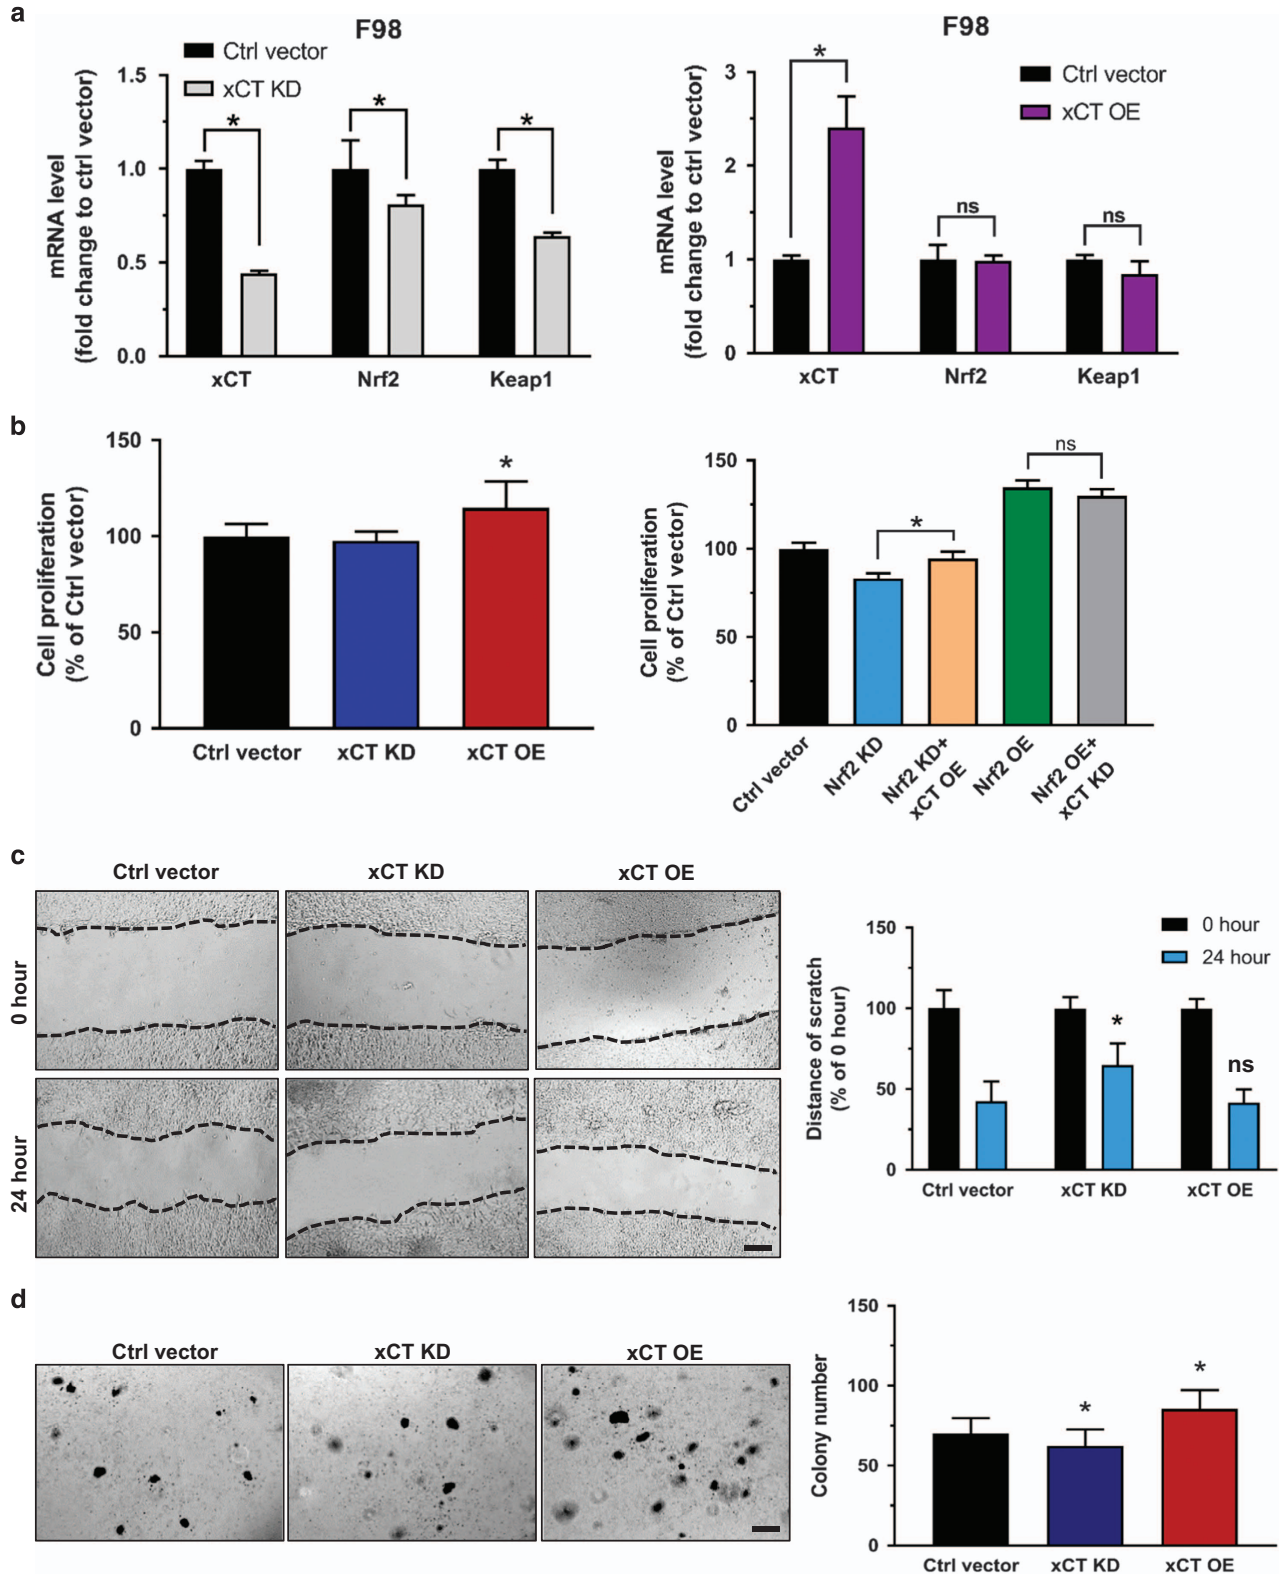 a
F98
Ctrl vector
xCT KD
mRNA level
(fold change to ctrl vector)
1.5
1.0
0.5
0.0
*
*
*
xCT
Nrf2
Keap1
F98
Ctrl vector
xCT OE
mRNA level
(fold change to ctrl vector)
3
2
1
0
*
ns
ns
xCT
Nrf2
Keap1
b
Cell proliferation
(% of Ctrl vector)
150
100
50
0
*
Ctrl vector
xCT KD
xCT OE
Cell proliferation
(% of Ctrl vector)
150
100
50
0
*
ns
Ctrl vector
Nrf2 KD
Nrf2 KD+
xCT OE
Nrf2 OE
Nrf2 OE+
xCT KD
c
Ctrl vector
xCT KD
xCT OE
0 hour
24 hour
0 hour
24 hour
Distance of scratch
(% of 0 hour)
150
100
50
0
*
ns
Ctrl vector
xCT KD
xCT OE
d
Ctrl vector
xCT KD
xCT OE
Colony number
150
100
50
0
*
*
Ctrl vector
xCT KD
xCT OE